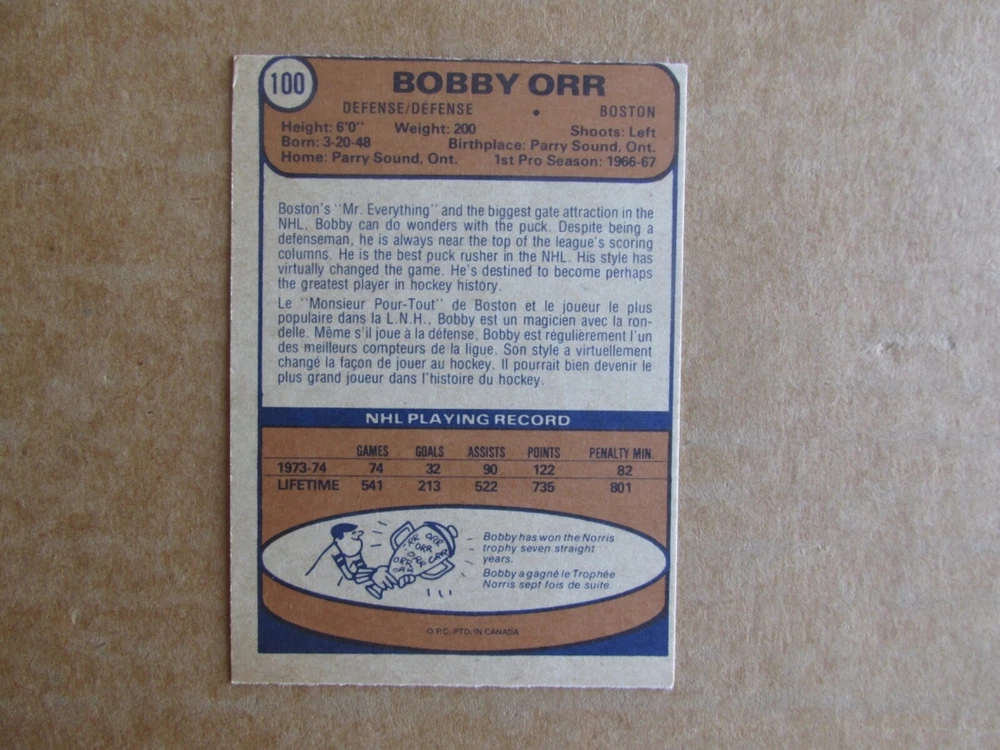 100
BOBBY ORR
DEFENSE/DÉFENSE • BOSTON
Height: 6'0" Weight: 200 Shoots: Left
Born: 3-20-48 Birthplace: Parry Sound, Ont.
Home: Parry Sound, Ont. 1st Pro Season: 1966-67
Boston's "Mr. Everything" and the biggest gate attraction in the
NHL, Bobby can do wonders with the puck. Despite being a
defenseman, he is always near the top of the league's scoring
columns. He is the best puck rusher in the NHL. His style has
virtually changed the game. He's destined to become perhaps
the greatest player in hockey history.
Le "Monsieur Pour-Tout" de Boston et le joueur le plus
populaire dans la L.N.H., Bobby est un magicien avec la ron-
delle. Même s'il joue à la défense, Bobby est régulièrement l'un
des meilleurs compteurs de la ligue. Son style a virtuellement
changé la façon de jouer au hockey. Il pourrait bien devenir le
plus grand joueur dans l'histoire du hockey.
NHL PLAYING RECORD
GAMES GOALS ASSISTS POINTS PENALTY MIN.
1973-74 74 32 90 122 82
LIFETIME 541 213 522 735 801
ORR ORR
ORR
ORR ORR
ORR
ORR
Bobby has won the Norris
trophy seven straight
years.
Bobby a gagné le Trophée
Norris sept fois de suite.
O.P.C. PTD. IN CANADA